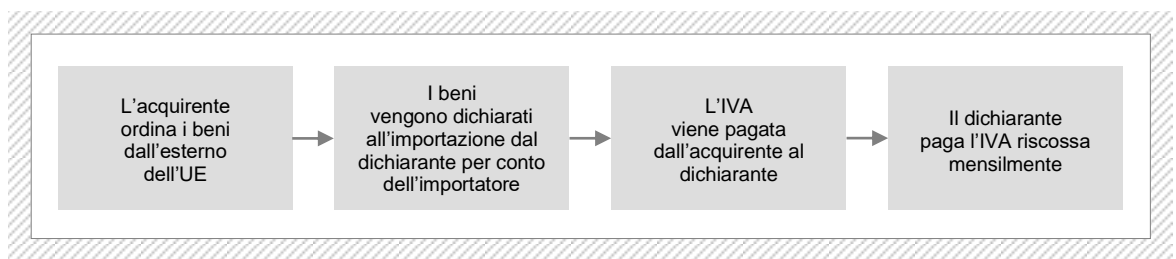 L'acquirente
ordina i beni
dall'esterno
dell'UE
I beni
vengono dichiarati
all'importazione dal
dichiarante per conto
dell'importatore
L'IVA
viene pagata
dall'acquirente al
dichiarante
Il dichiarante
paga l'IVA riscossa
mensilmente